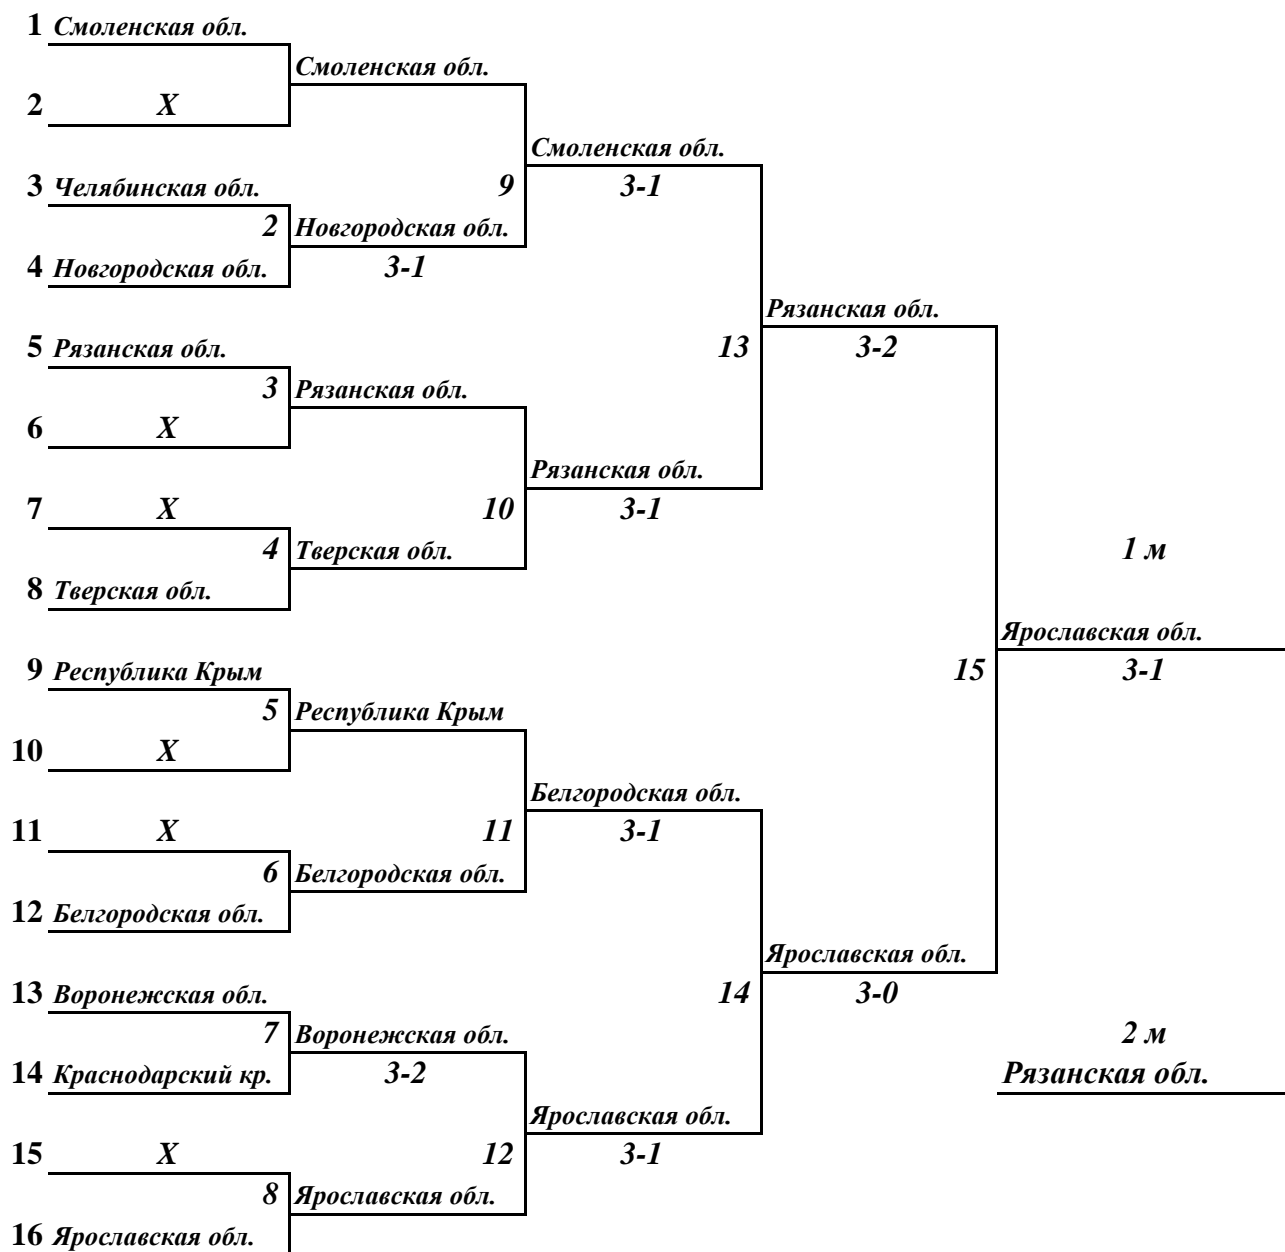 1 Смоленская обл.
Смоленская обл.
2 X
Смоленская обл.
3 Челябинская обл.
9
3-1
2 Новгородская обл.
4 Новгородская обл.
3-1
Рязанская обл.
5 Рязанская обл.
13
3-2
3 Рязанская обл.
6 X
Рязанская обл.
7 X
10
3-1
4 Тверская обл.
1 м
8 Тверская обл.
Ярославская обл.
9 Республика Крым
15
3-1
5 Республика Крым
10 X
Белгородская обл.
11 X
11
3-1
6 Белгородская обл.
12 Белгородская обл.
Ярославская обл.
13 Воронежская обл.
14
3-0
7 Воронежская обл.
2 м
14 Краснодарский кр.
3-2
Рязанская обл.
Ярославская обл.
15 X
12
3-1
8 Ярославская обл.
16 Ярославская обл.